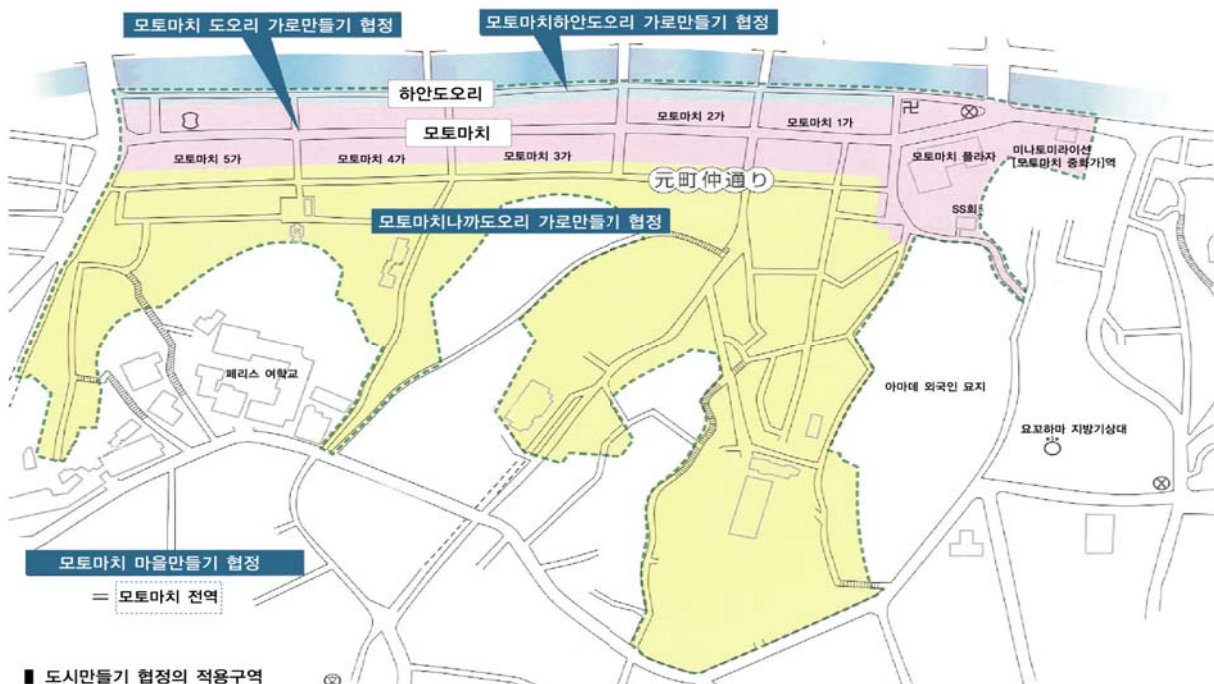 모토마치 도오리 가로만들기 협정
모토마치하안도오리 가로만들기 협정
하안도오리
모토마치
모토마치 2가
모토마치 1가
卍
모토마치 5가
모토마치 4가
모토마치 3가
모토마치 플라자
미나토미라이선
[모토마치 중화가]역
元町仲通り
SS회
모토마치나까도오리 가로만들기 협정
페리스 여학교
아마데 외국인 묘지
요꼬하마 지방기상대
모토마치 마을만들기 협정
= 모토마치 전역
■ 도시만들기 협정의 적용구역